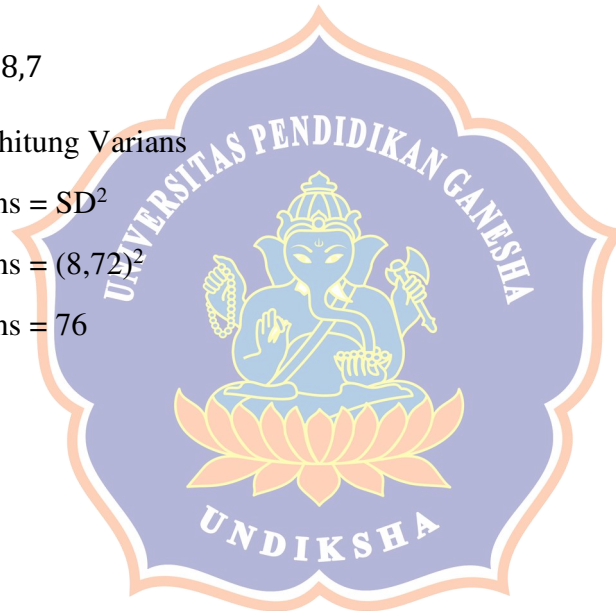 8,7
hitung Varians
ns = SD²
ns = (8,72)²
ns = 76
UNIVERSITAS PENDIDIKAN GANESHA
UNDIKSHA